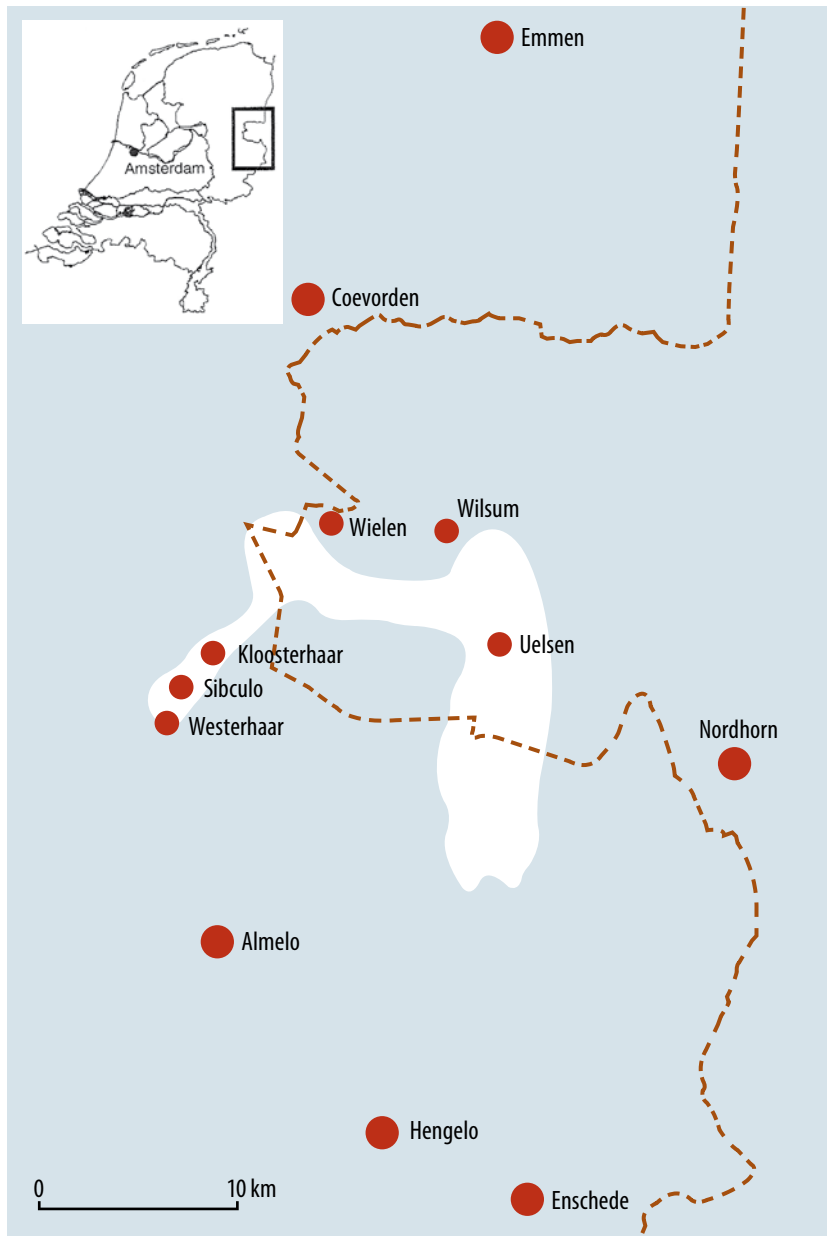 Emmen
Amsterdam
Coevorden
Wilsum
Wielen
Uelsen
Kloosterhaar
Sibculo
Westerhaar
Nordhorn
Almelo
Hengelo
Enschede
0 10 km